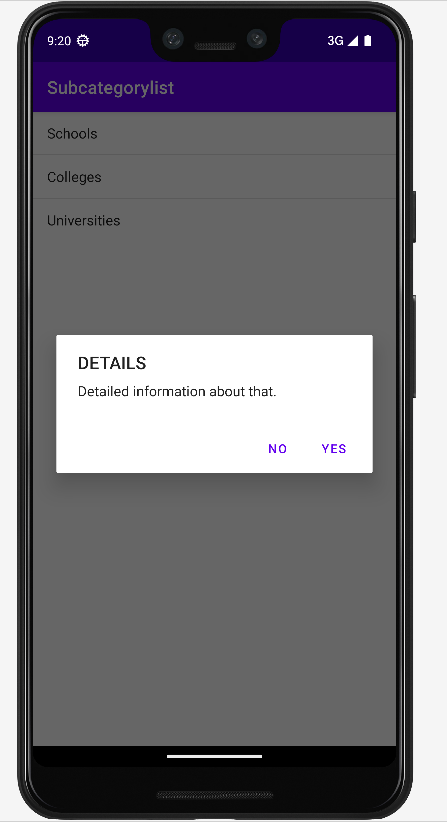 9:20 3G
Subcategorylist
Schools
Colleges
Universities
DETAILS
Detailed information about that.
NO YES